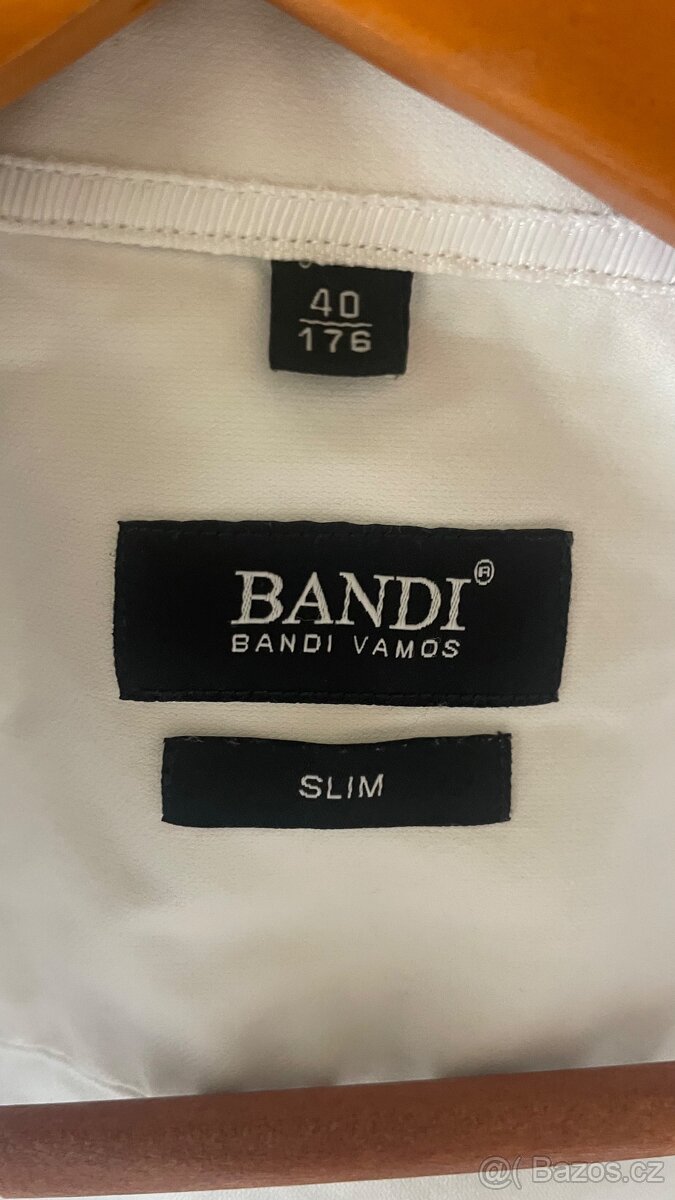 40
176
BANDI®
BANDI VAMOS
SLIM
@( Bazos.cz